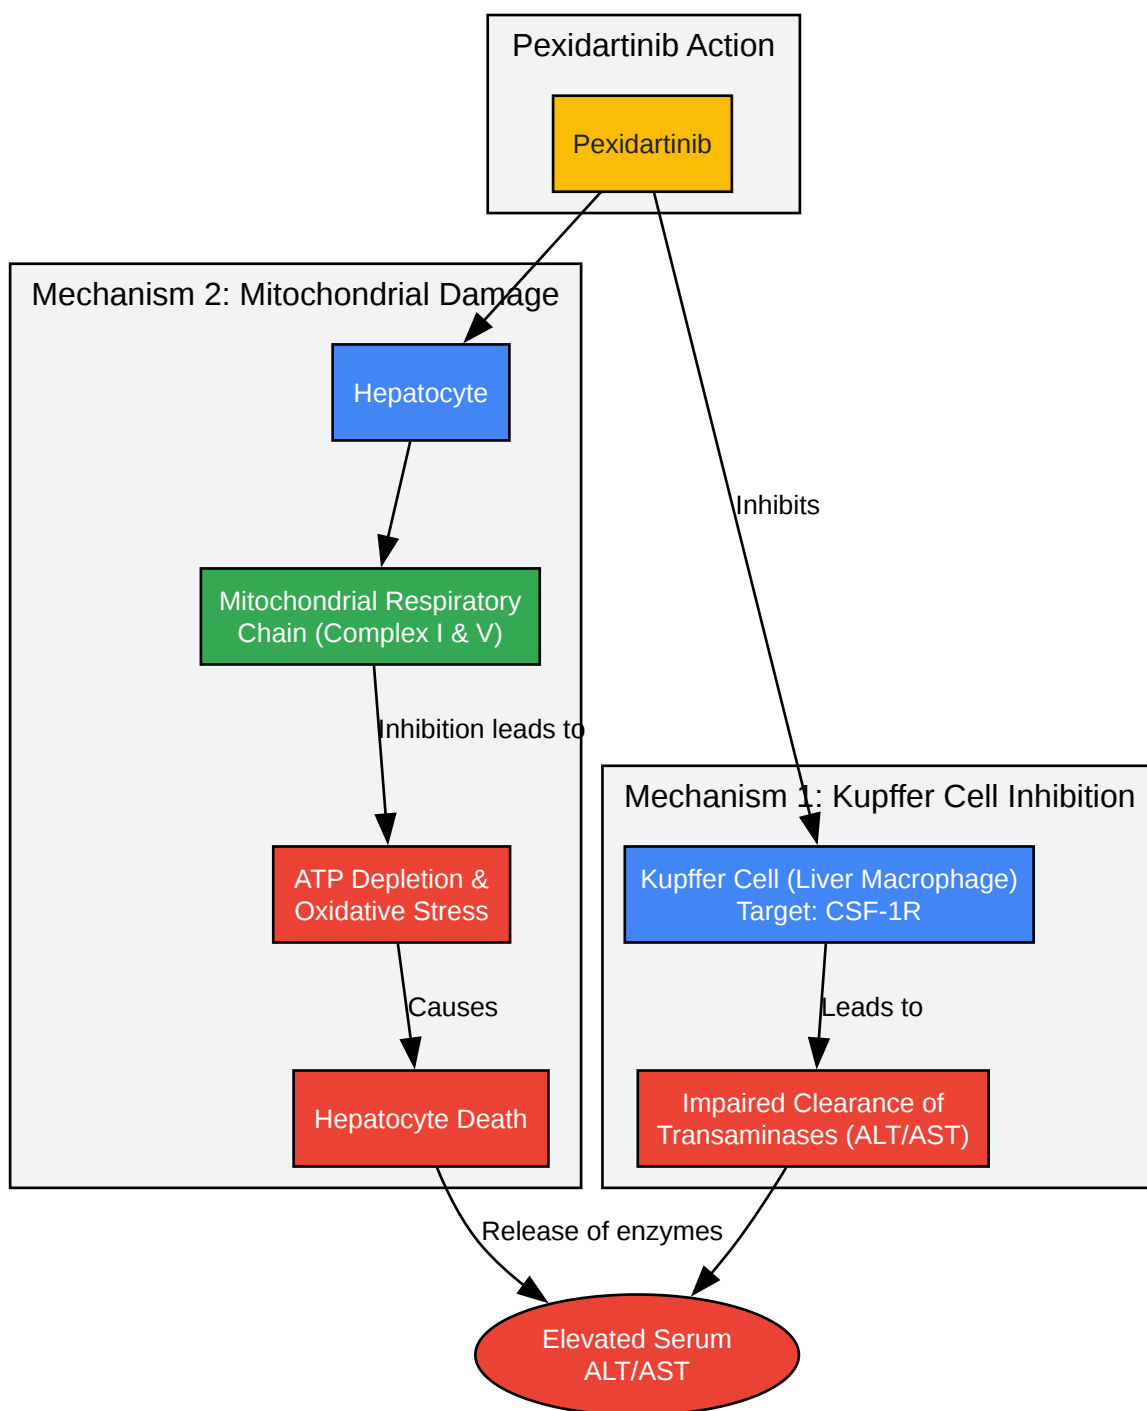 Pexidartinib Action
Pexidartinib
Mechanism 2: Mitochondrial Damage
Hepatocyte
Inhibits
Mitochondrial Respiratory
Chain (Complex I & V)
Inhibition leads to
Mechanism 1: Kupffer Cell Inhibition
ATP Depletion &
Oxidative Stress
Kupffer Cell (Liver Macrophage)
Target: CSF-1R
Causes
Leads to
Hepatocyte Death
Impaired Clearance of
Transaminases (ALT/AST)
Release of enzymes
Elevated Serum
ALT/AST